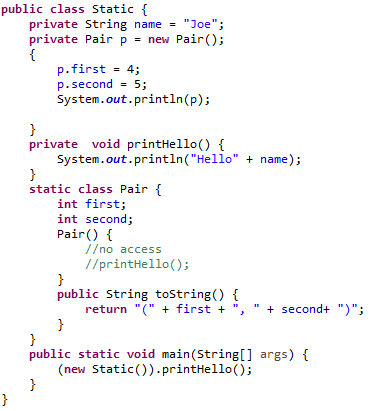 public class Static {
    private String name = "Joe";
    private Pair p = new Pair();
    {
        p.first = 4;
        p.second = 5;
        System.out.println(p);

    }
    private  void printHello() {
        System.out.println("Hello" + name);
    }
    static class Pair {
        int first;
        int second;
        Pair() {
            //no access
            //printHello();
        }
        public String toString() {
            return "(" + first + ", " + second+ ")";
        }
    }
    public static void main(String[] args) {
        (new Static()).printHello();
    }
}